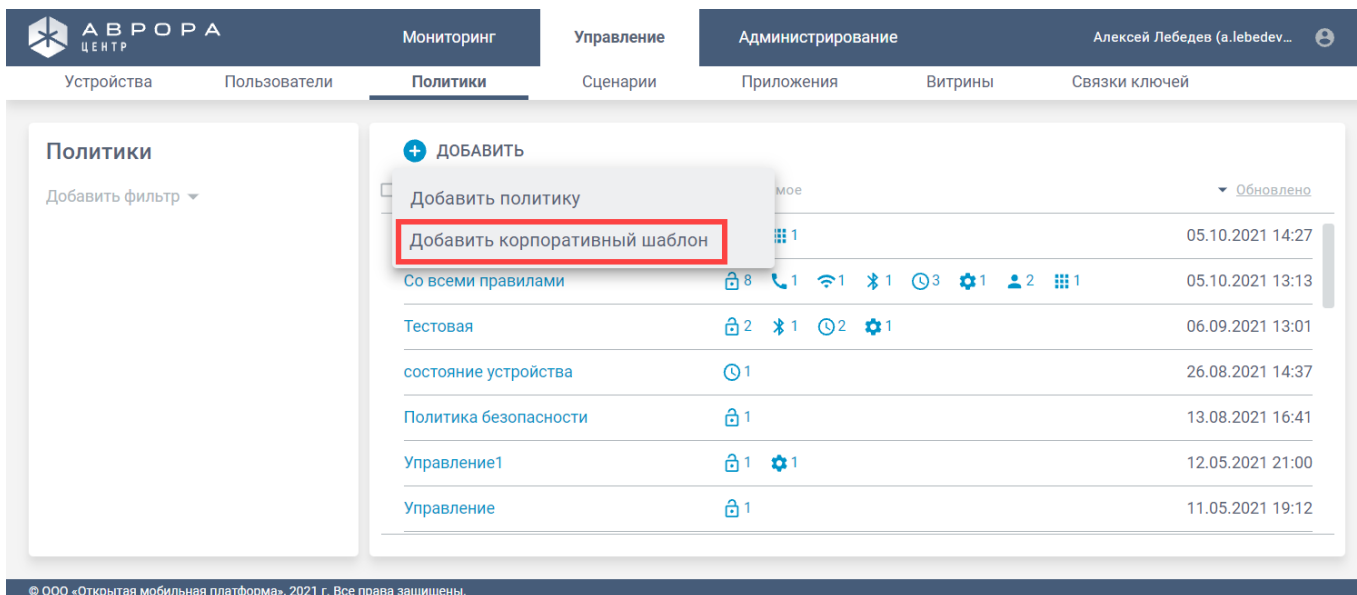 АВРОРА
ЦЕНТР
Мониторинг Управление Администрирование Алексей Лебедев (a.lebedev...
Устройства Пользователи Политики Сценарии Приложения Витрины Связки ключей
Политики
Добавить фильтр
ДОБАВИТЬ
Добавить политику
мое Обновлено
Добавить корпоративный шаблон
1 05.10.2021 14:27
Со всеми правилами 8 1 1 1 3 1 2 1 05.10.2021 13:13
Тестовая 2 1 2 1 06.09.2021 13:01
состояние устройства 1 26.08.2021 14:37
Политика безопасности 1 13.08.2021 16:41
Управление1 1 1 12.05.2021 21:00
Управление 1 11.05.2021 19:12
© ООО «Открытая мобильная платформа», 2021 г. Все права защищены.